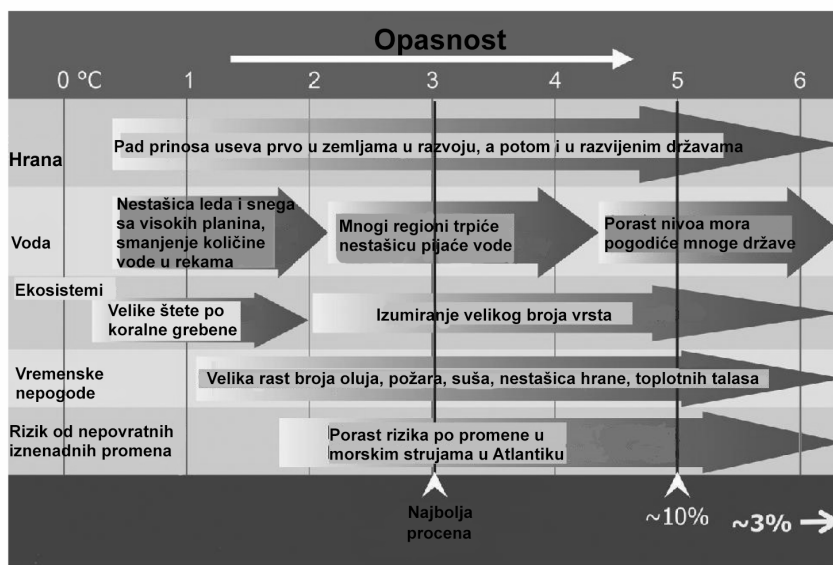 Opasnost
0 °C 1 2 3 4 5 6
Hrana
Pad prinosa useva prvo u zemljama u razvoju, a potom i u razvijenim državama
Voda
Nestašica leda i snega
sa visokih planina,
smanjenje količine
vode u rekama
Mnogi regioni trpiće
nestašicu pijaće vode
Porast nivoa mora
pogodiće mnoge države
Ekosistemi
Velike štete po
koralne grebene
Izumiranje velikog broja vrsta
Vremenske
nepogode
Velika rast broja oluja, požara, suša, nestašica hrane, toplotnih talasa
Rizik od nepovratnih
iznenadnih promena
Porast rizika po promene u
morskim strujama u Atlantiku
Najbolja
procena
~10%
~3%